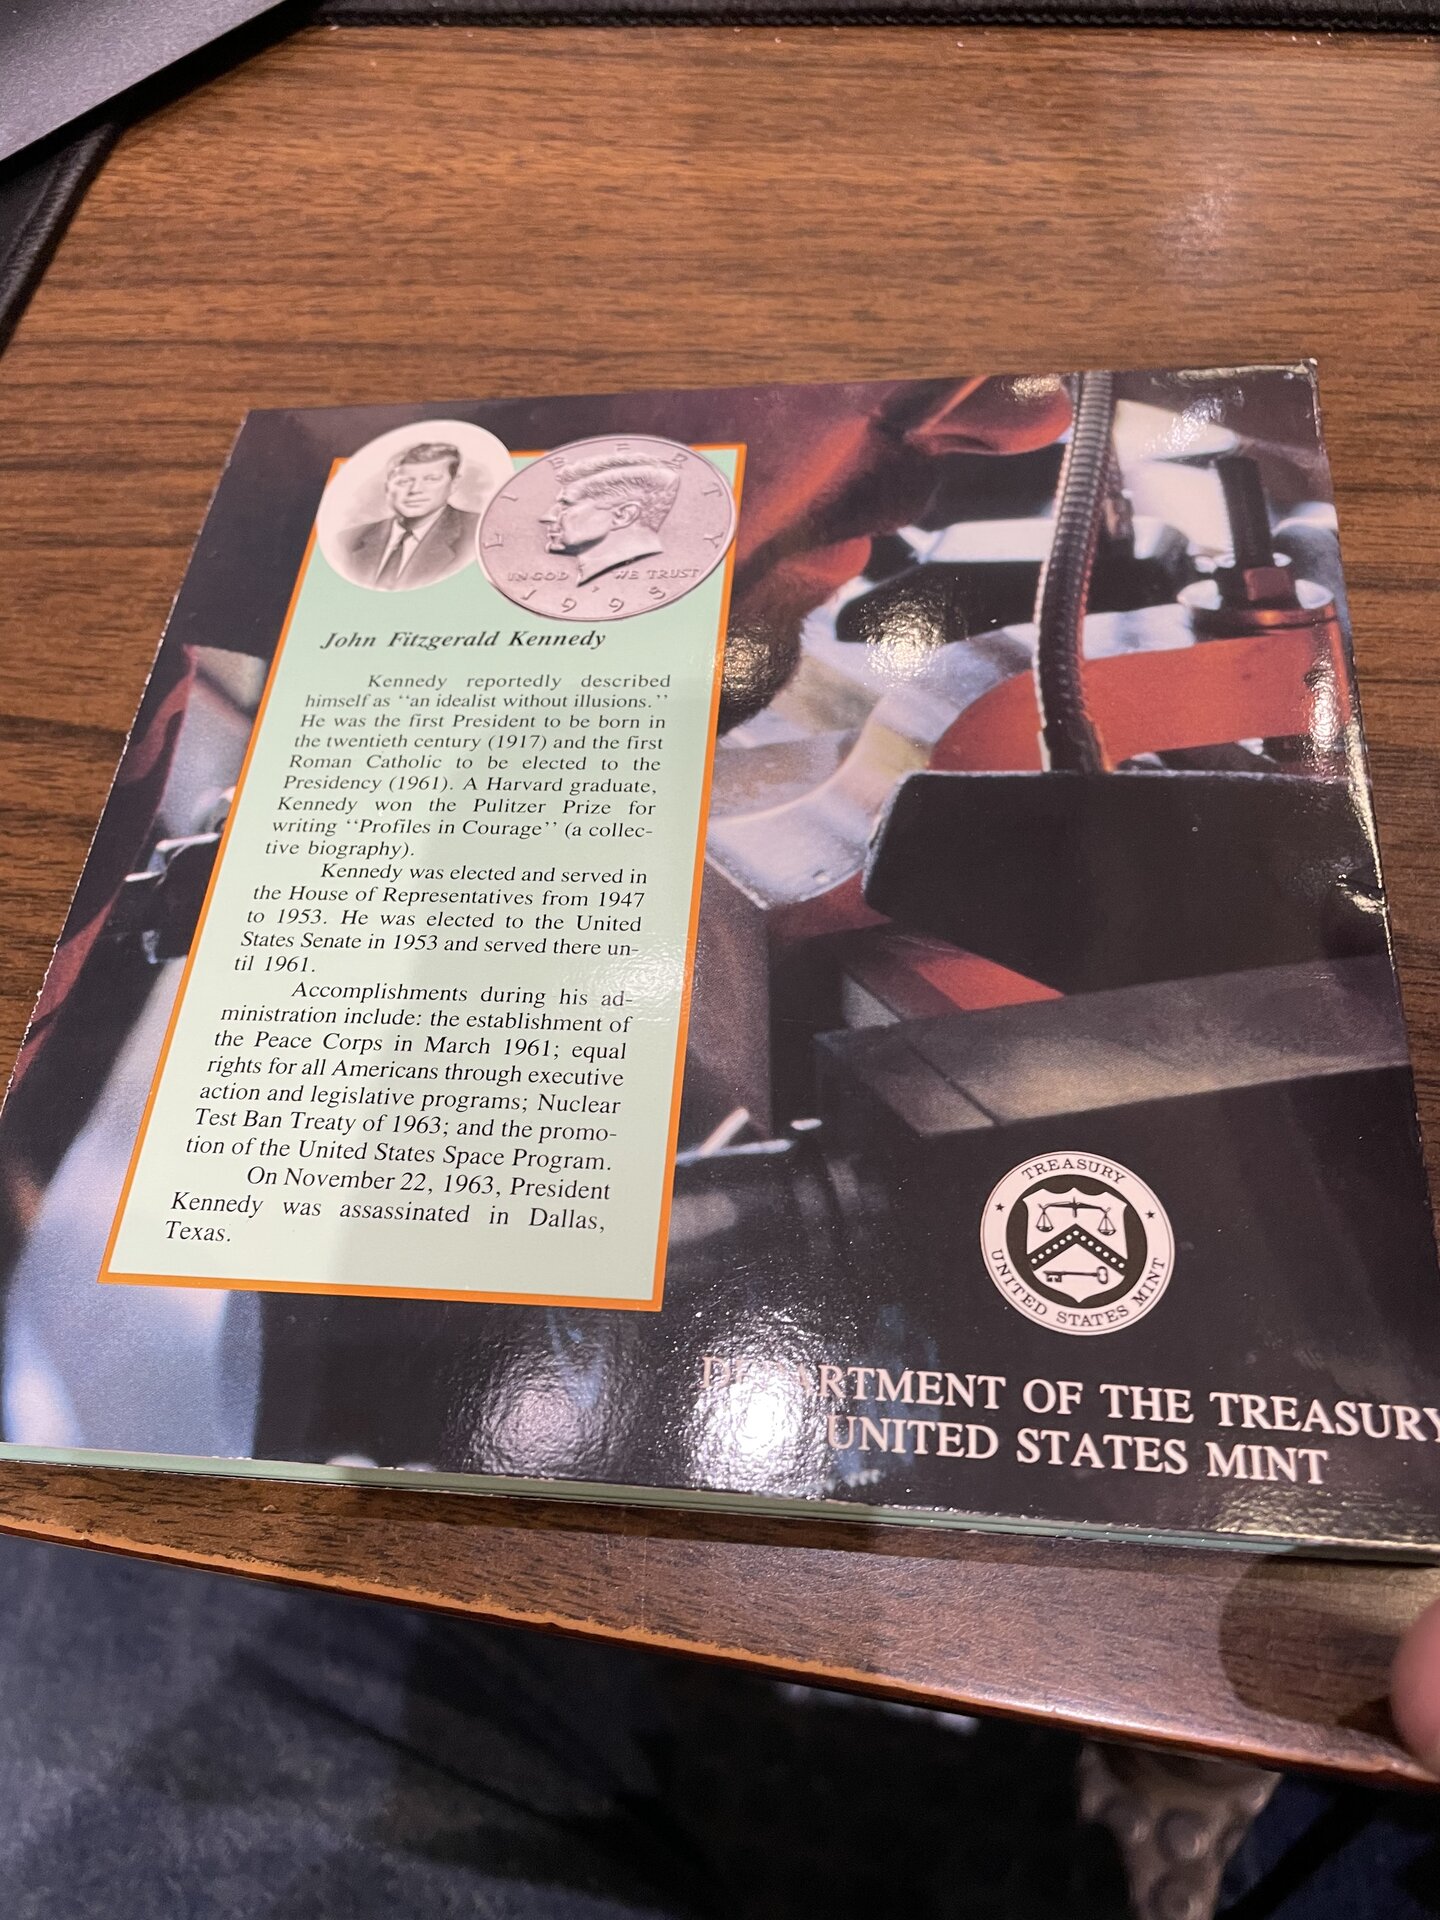 LIBERTY
IN GOD WE TRUST
1995
John Fitzgerald Kennedy
Kennedy reportedly described
himself as “an idealist without illusions.”
He was the first President to be born in
the twentieth century (1917) and the first
Roman Catholic to be elected to the
Presidency (1961). A Harvard graduate,
Kennedy won the Pulitzer Prize for
writing “Profiles in Courage” (a collec-
tive biography).
Kennedy was elected and served in
the House of Representatives from 1947
to 1953. He was elected to the United
States Senate in 1953 and served there un-
til 1961.
Accomplishments during his ad-
ministration include: the establishment of
the Peace Corps in March 1961; equal
rights for all Americans through executive
action and legislative programs; Nuclear
Test Ban Treaty of 1963; and the promo-
tion of the United States Space Program.
On November 22, 1963, President
Kennedy was assassinated in Dallas,
Texas.
TREASURY
UNITED STATES MINT
DEPARTMENT OF THE TREASURY
UNITED STATES MINT